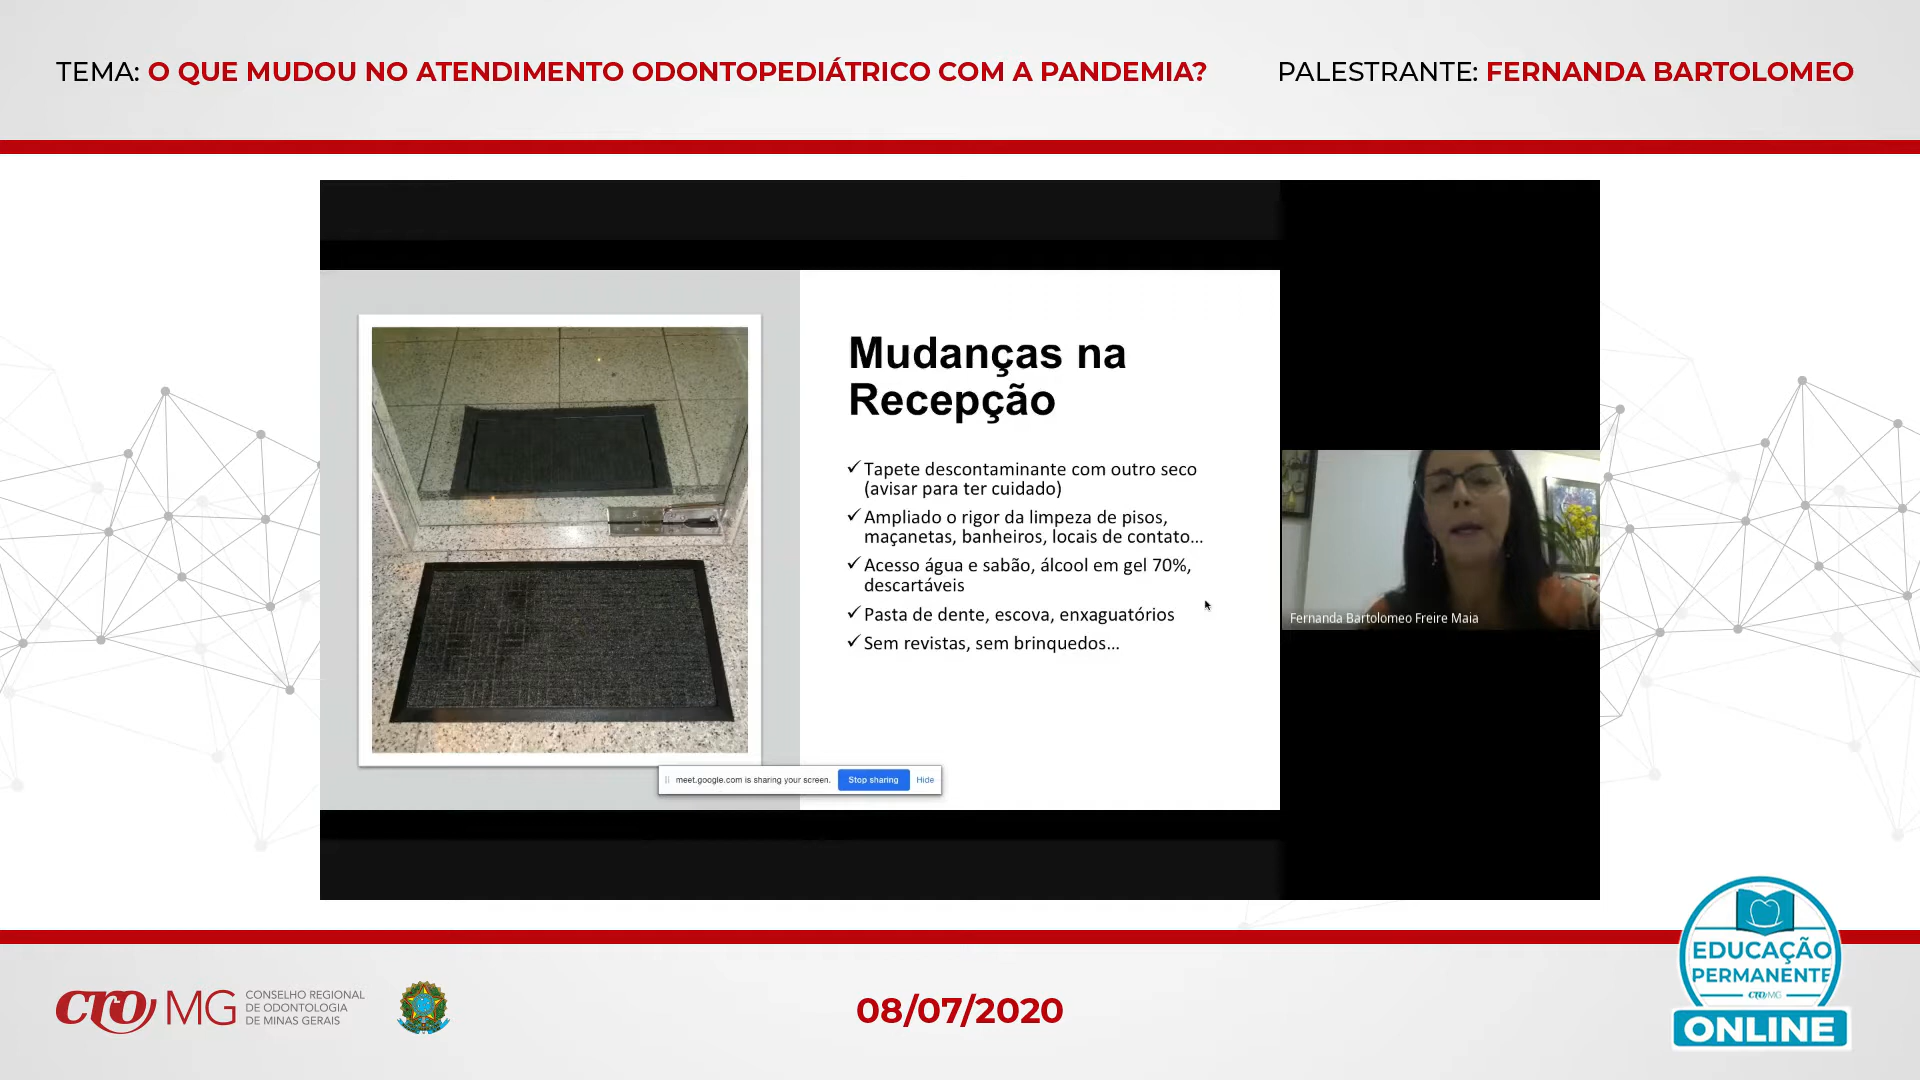 TEMA: O QUE MUDOU NO ATENDIMENTO ODONTOPEDIÁTRICO COM A PANDEMIA?
PALESTRANTE: FERNANDA BARTOLOMEO
Mudanças na
Recepção
✓ Tapete descontaminante com outro seco
(avisar para ter cuidado)
✓ Ampliado o rigor da limpeza de pisos,
maçanetas, banheiros, locais de contato...
✓ Acesso água e sabão, álcool em gel 70%,
descartáveis
✓ Pasta de dente, escova, enxaguatórios
✓ Sem revistas, sem brinquedos...
Fernanda Bartolomeo Freire Maia
meet.google.com is sharing your screen.
Stop sharing
Hide
CRO MG
CONSELHO REGIONAL
DE ODONTOLOGIA
DE MINAS GERAIS
08/07/2020
EDUCAÇÃO
PERMANENTE
CRO MG
ONLINE